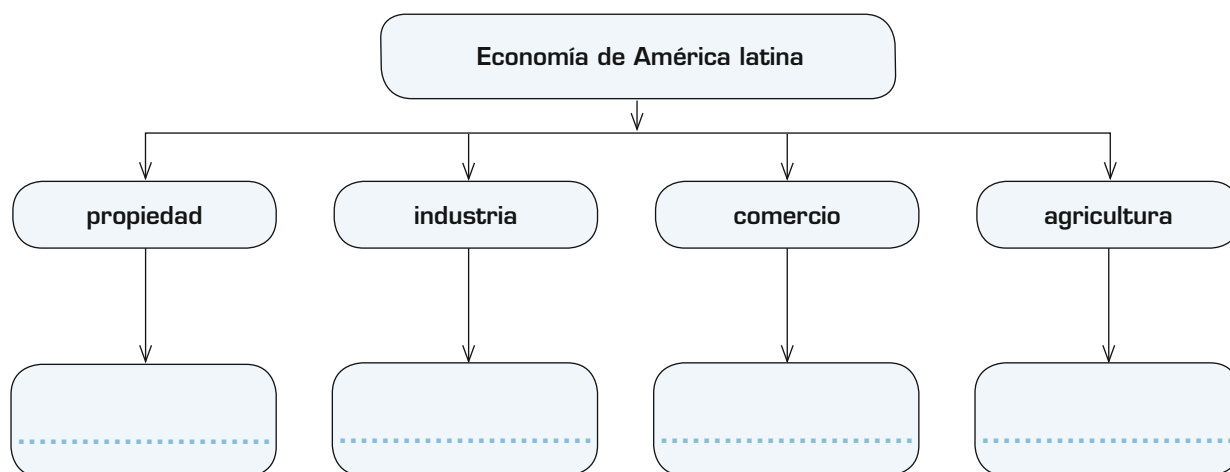 Economía de América latina
propiedad
industria
comercio
agricultura